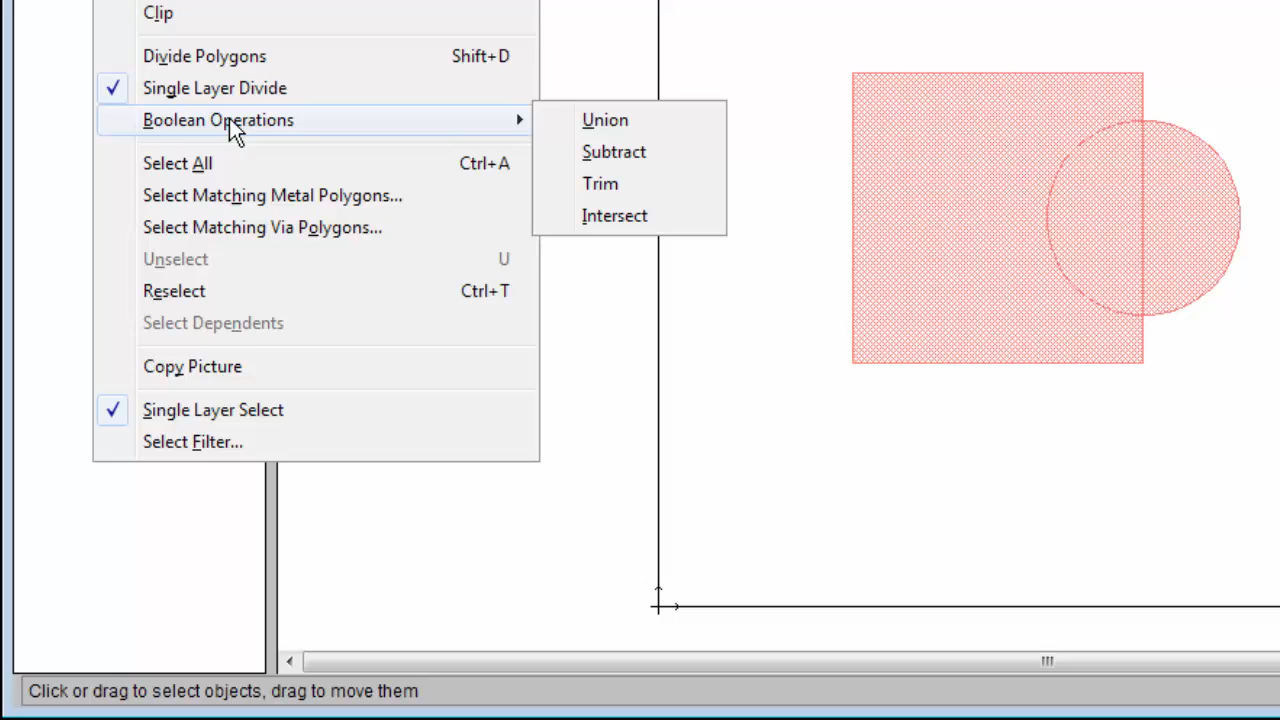 Clip
Divide Polygons Shift+D
Single Layer Divide
Boolean Operations
Union
Subtract
Trim
Intersect
Select All Ctrl+A
Select Matching Metal Polygons...
Select Matching Via Polygons...
Unselect U
Reselect Ctrl+T
Select Dependents
Copy Picture
Single Layer Select
Select Filter...
Click or drag to select objects, drag to move them